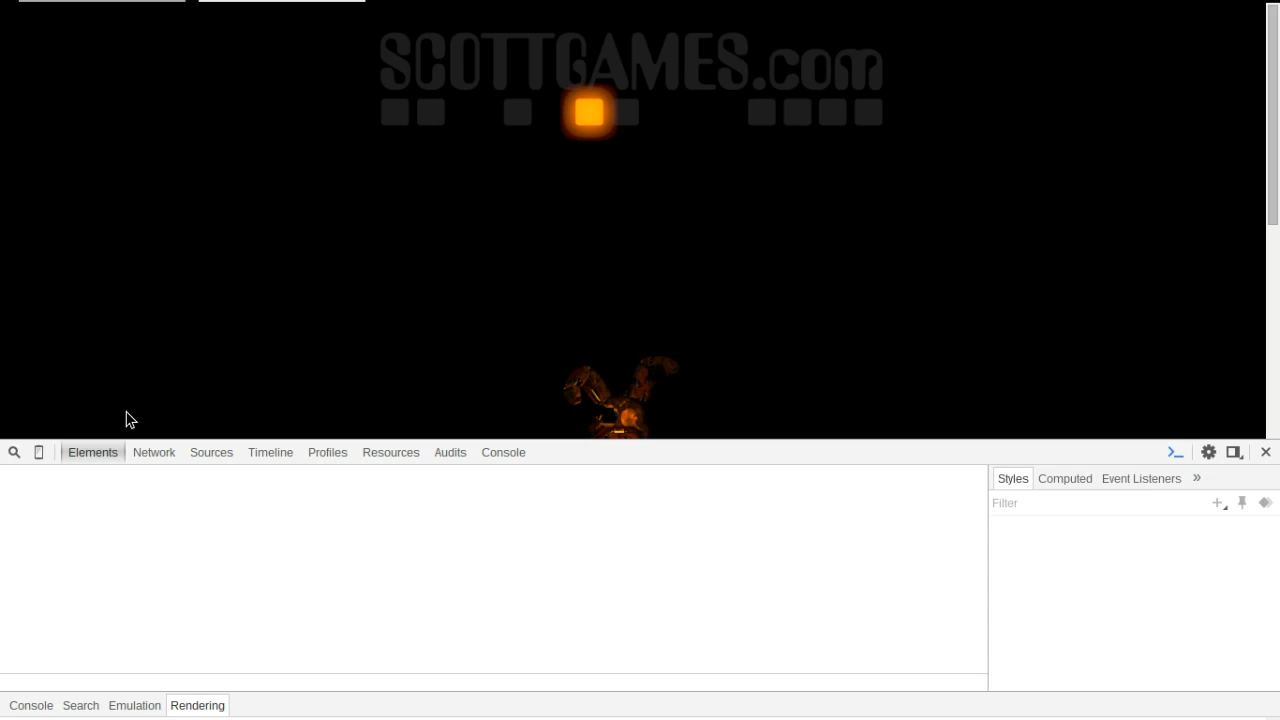 SCOTTGAMES.com
Elements Network Sources Timeline Profiles Resources Audits Console
Styles Computed Event Listeners »
Filter
Console Search Emulation Rendering